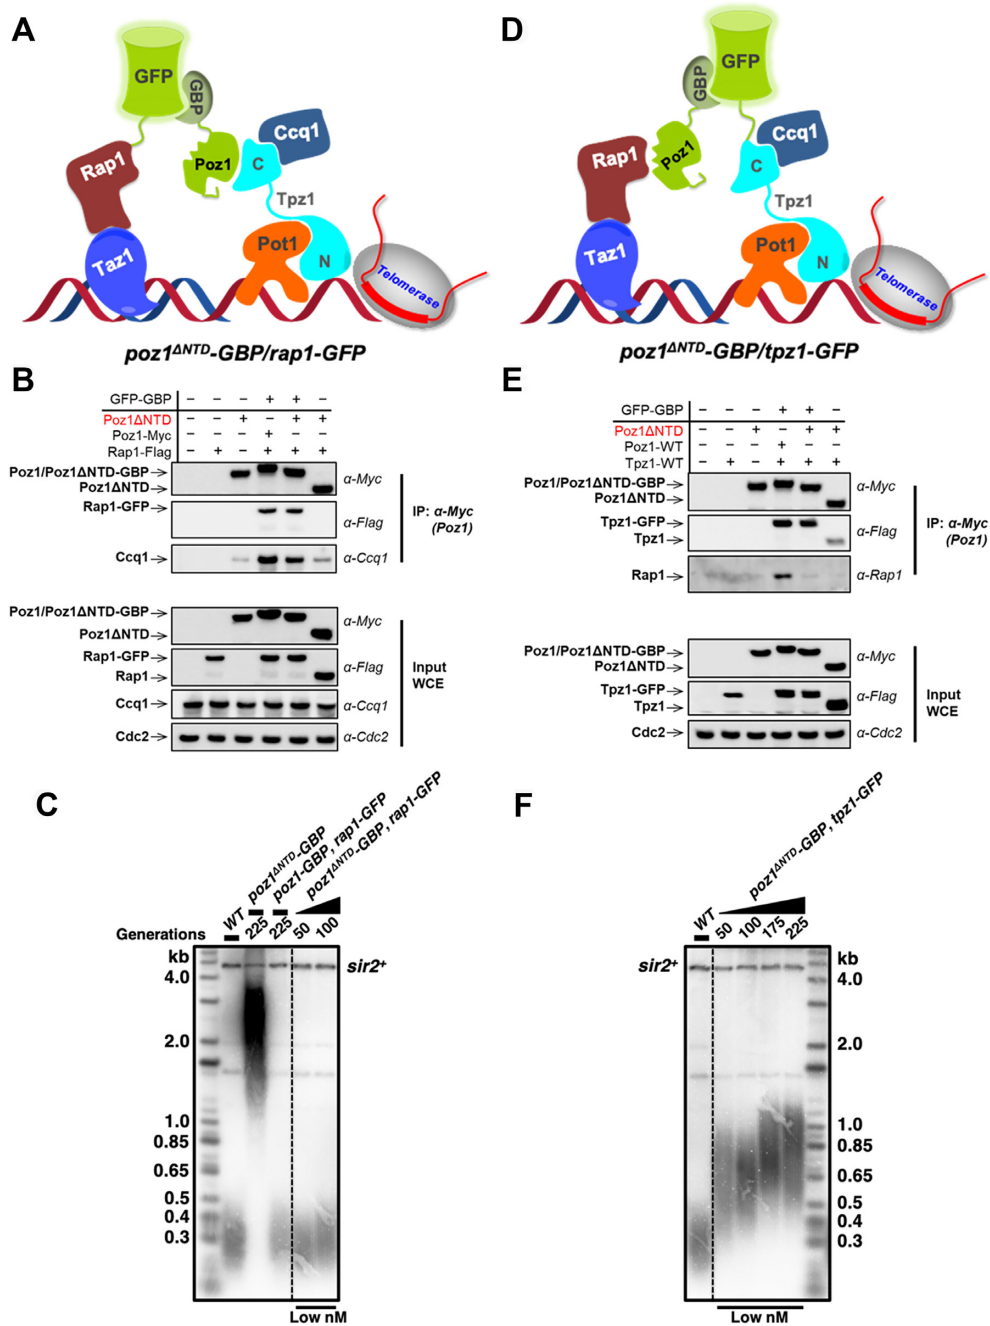 A
GFP
GBP
Ccq1
Rap1
Poz1
C
Tpz1
Pot1
Taz1
N
Telomerase
poz1ΔNTD-GBP/rap1-GFP
D
GBP
GFP
Ccq1
Rap1
Poz1
C
Tpz1
Pot1
Taz1
N
Telomerase
poz1ΔNTD-GBP/tpz1-GFP
B
GFP-GBP – – – + + –
Poz1ΔNTD – – + – + +
Poz1-Myc – – – + – –
Rap1-Flag – + – + + +
Poz1/Poz1ΔNTD-GBP→ α-Myc
Poz1ΔNTD→
Rap1-GFP→ α-Flag
IP: α-Myc
(Poz1)
Ccq1→ α-Ccq1
Poz1/Poz1ΔNTD-GBP→ α-Myc
Poz1ΔNTD→
Rap1-GFP→ α-Flag
Rap1→
Input
WCE
Ccq1→ α-Ccq1
Cdc2→ α-Cdc2
E
GFP-GBP – – – + + –
Poz1ΔNTD – – + – + +
Poz1-WT – – – + – –
Tpz1-WT – + – + + +
Poz1/Poz1ΔNTD-GBP→ α-Myc
Poz1ΔNTD→
Tpz1-GFP→ α-Flag
Tpz1→
IP: α-Myc
(Poz1)
Rap1→ α-Rap1
Poz1/Poz1ΔNTD-GBP→ α-Myc
Poz1ΔNTD→
Tpz1-GFP→ α-Flag
Tpz1→
Input
WCE
Cdc2→ α-Cdc2
C
WT
poz1ΔNTD-GBP
poz1-GBP, rap1-GFP
poz1ΔNTD-GBP, rap1-GFP
Generations 225 225 50 100
kb
4.0
2.0
1.0
0.85
0.65
0.5
0.4
0.3
sir2+
Low nM
F
WT
poz1ΔNTD-GBP, tpz1-GFP
50 100 175 225
sir2+
kb
4.0
2.0
1.0
0.85
0.65
0.5
0.4
0.3
Low nM